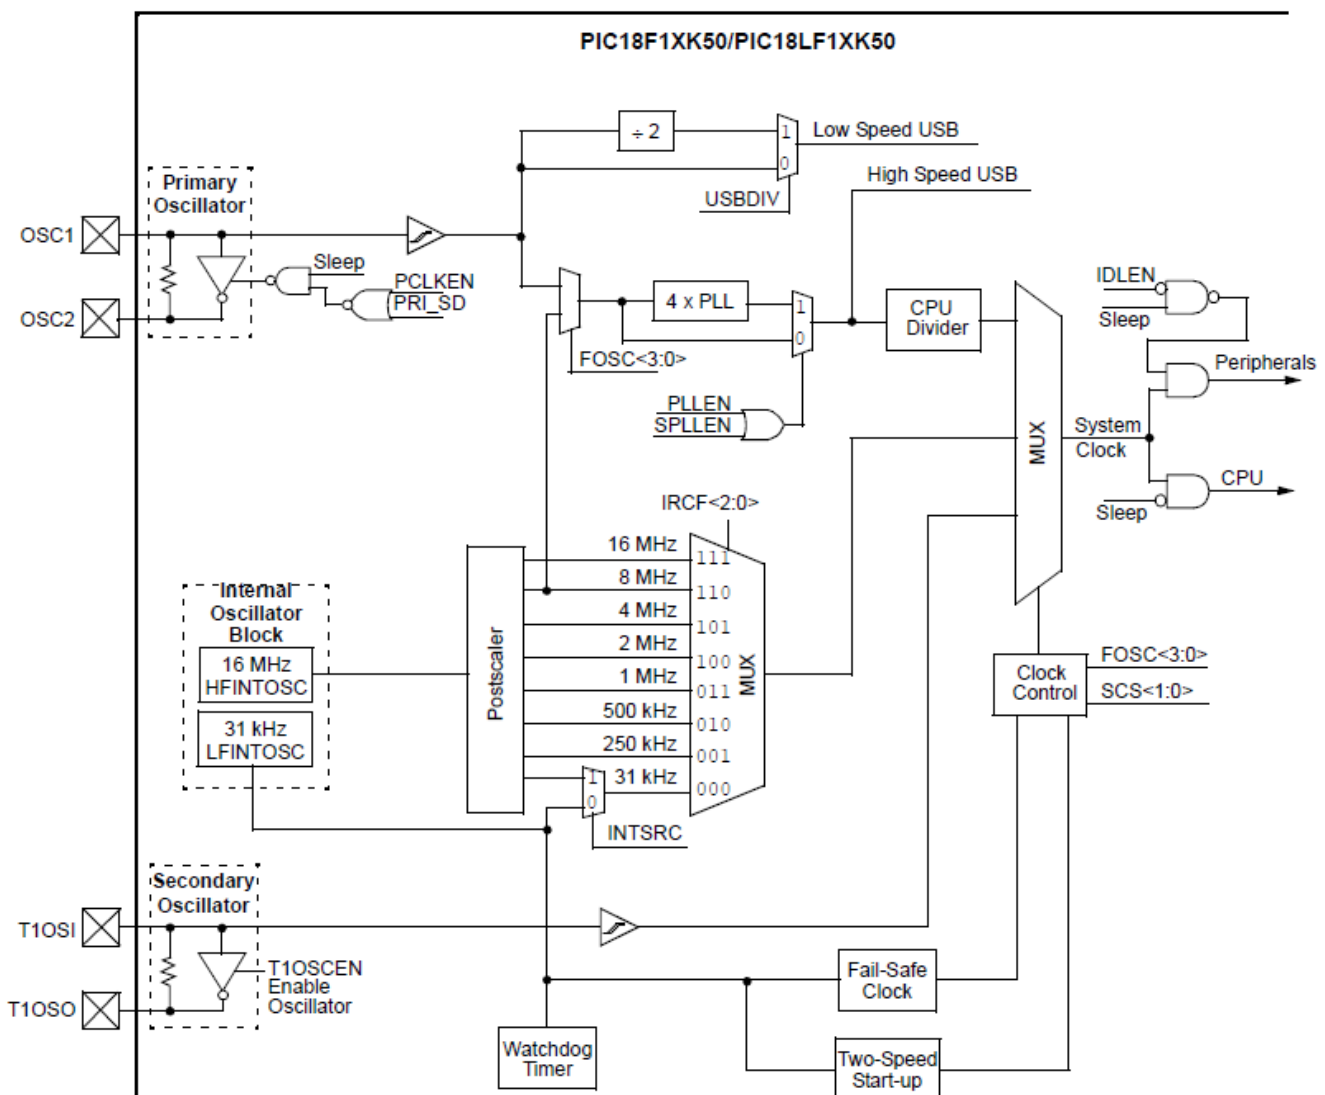 PIC18F1XK50/PIC18LF1XK50
÷ 2
1
0
Low Speed USB
USBDIV
High Speed USB
Primary
Oscillator
OSC1
OSC2
Sleep
PCLKEN
PRI_SD
4 x PLL
1
0
FOSC<3:0>
PLLEN
SPLLEN
CPU
Divider
MUX
IDLEN
Sleep
Peripherals
System
Clock
CPU
Sleep
IRCF<2:0>
Internal
Oscillator
Block
16 MHz
HFINTOSC
31 kHz
LFINTOSC
Postscaler
16 MHz
111
8 MHz
110
4 MHz
101
2 MHz
100
1 MHz
011
500 kHz
010
250 kHz
001
31 kHz
000
1
0
MUX
INTSRC
Clock
Control
FOSC<3:0>
SCS<1:0>
Secondary
Oscillator
T1OSI
T1OSO
T1OSCEN
Enable
Oscillator
Fail-Safe
Clock
Watchdog
Timer
Two-Speed
Start-up